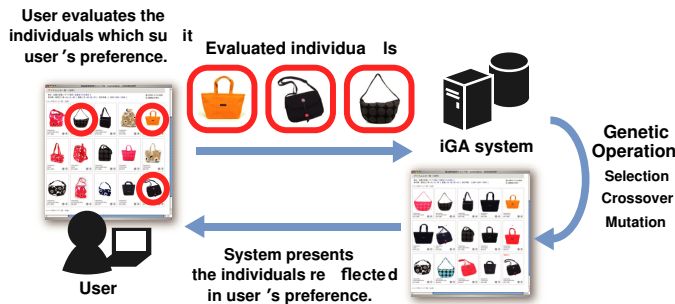 User evaluates the
individuals which su it
user 's preference.
Evaluated individua ls
iGA system
Genetic
Operation
Selection
Crossover
Mutation
User
System presents
the individuals re flected
in user 's preference.